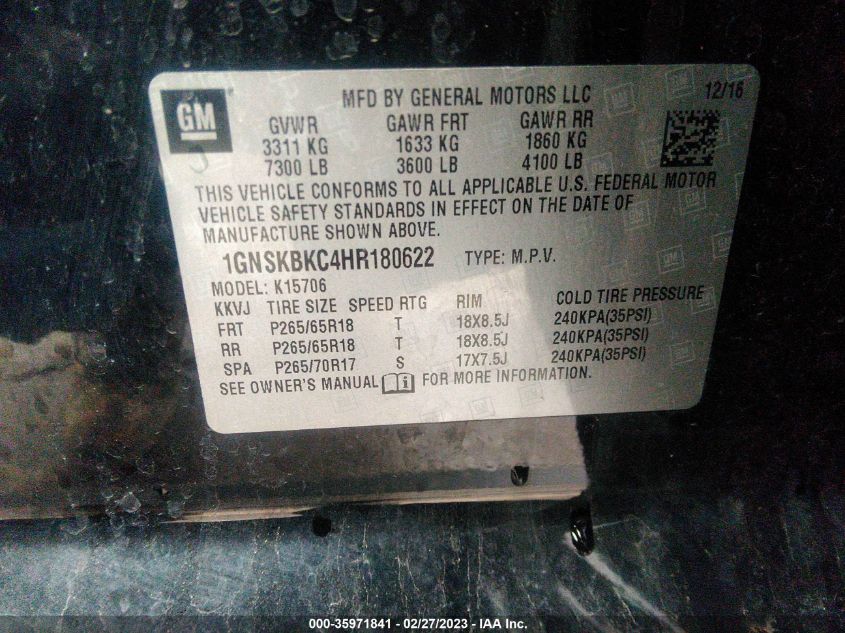 GM
MFD BY GENERAL MOTORS LLC 12/16
GVWR GAWR FRT GAWR RR
3311 KG 1633 KG 1860 KG
7300 LB 3600 LB 4100 LB
THIS VEHICLE CONFORMS TO ALL APPLICABLE U.S. FEDERAL MOTOR
VEHICLE SAFETY STANDARDS IN EFFECT ON THE DATE OF
MANUFACTURE SHOWN ABOVE.
1GNSKBKC4HR180622 TYPE: M.P.V.
MODEL: K15706
KKVJ TIRE SIZE SPEED RTG RIM COLD TIRE PRESSURE
FRT P265/65R18 T 18X8.5J 240KPA(35PSI)
RR P265/65R18 T 18X8.5J 240KPA(35PSI)
SPA P265/70R17 S 17X7.5J 240KPA(35PSI)
SEE OWNER'S MANUAL FOR MORE INFORMATION.
000-35971841 - 02/27/2023 - IAA Inc.